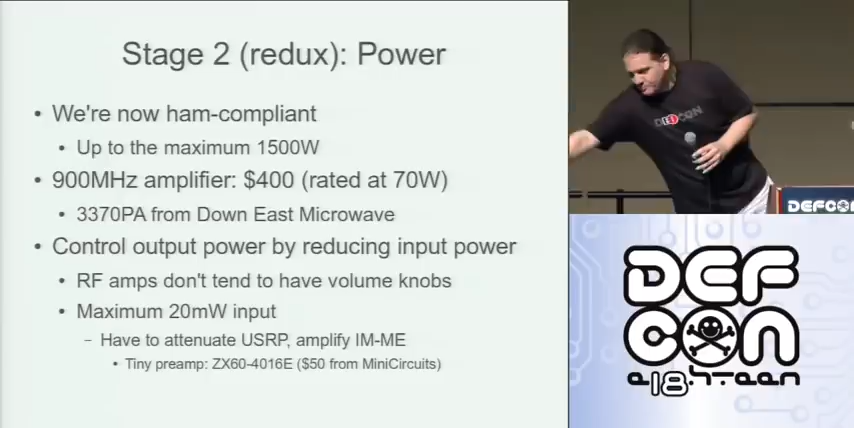 Stage 2 (redux): Power
We're now ham-compliant
Up to the maximum 1500W
900MHz amplifier: $400 (rated at 70W)
3370PA from Down East Microwave
Control output power by reducing input power
RF amps don't tend to have volume knobs
Maximum 20mW input
Have to attenuate USRP, amplify IM-ME
Tiny preamp: ZX60-4016E ($50 from MiniCircuits)
DEFCON
DEFCON
DEF
CON
e18h-teen